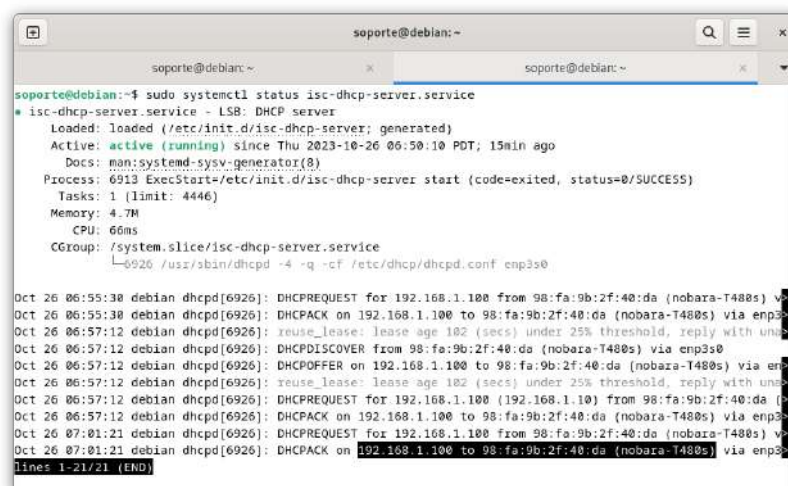 soporte@debian: ~
soporte@debian: ~ × soporte@debian: ~ ×
soporte@debian:~$ sudo systemctl status isc-dhcp-server.service
● isc-dhcp-server.service - LSB: DHCP server
Loaded: loaded (/etc/init.d/isc-dhcp-server; generated)
Active: active (running) since Thu 2023-10-26 06:50:10 PDT; 15min ago
Docs: man:systemd-sysv-generator(8)
Process: 6913 ExecStart=/etc/init.d/isc-dhcp-server start (code=exited, status=0/SUCCESS)
Tasks: 1 (limit: 4446)
Memory: 4.7M
CPU: 66ms
CGroup: /system.slice/isc-dhcp-server.service
└─6926 /usr/sbin/dhcpd -4 -q -cf /etc/dhcp/dhcpd.conf enp3s0
Oct 26 06:55:30 debian dhcpd[6926]: DHCPREQUEST for 192.168.1.100 from 98:fa:9b:2f:40:da (nobara-T480s) v>
Oct 26 06:55:30 debian dhcpd[6926]: DHCPACK on 192.168.1.100 to 98:fa:9b:2f:40:da (nobara-T480s) via enp3>
Oct 26 06:57:12 debian dhcpd[6926]: reuse_lease: lease age 102 (secs) under 25% threshold, reply with una>
Oct 26 06:57:12 debian dhcpd[6926]: DHCPDISCOVER from 98:fa:9b:2f:40:da (nobara-T480s) via enp3s0
Oct 26 06:57:12 debian dhcpd[6926]: DHCPOFFER on 192.168.1.100 to 98:fa:9b:2f:40:da (nobara-T480s) via en>
Oct 26 06:57:12 debian dhcpd[6926]: reuse_lease: lease age 102 (secs) under 25% threshold, reply with una>
Oct 26 06:57:12 debian dhcpd[6926]: DHCPREQUEST for 192.168.1.100 (192.168.1.10) from 98:fa:9b:2f:40:da (>
Oct 26 06:57:12 debian dhcpd[6926]: DHCPACK on 192.168.1.100 to 98:fa:9b:2f:40:da (nobara-T480s) via enp3>
Oct 26 07:01:21 debian dhcpd[6926]: DHCPREQUEST for 192.168.1.100 from 98:fa:9b:2f:40:da (nobara-T480s) v>
Oct 26 07:01:21 debian dhcpd[6926]: DHCPACK on 192.168.1.100 to 98:fa:9b:2f:40:da (nobara-T480s) via enp3>
lines 1-21/21 (END)